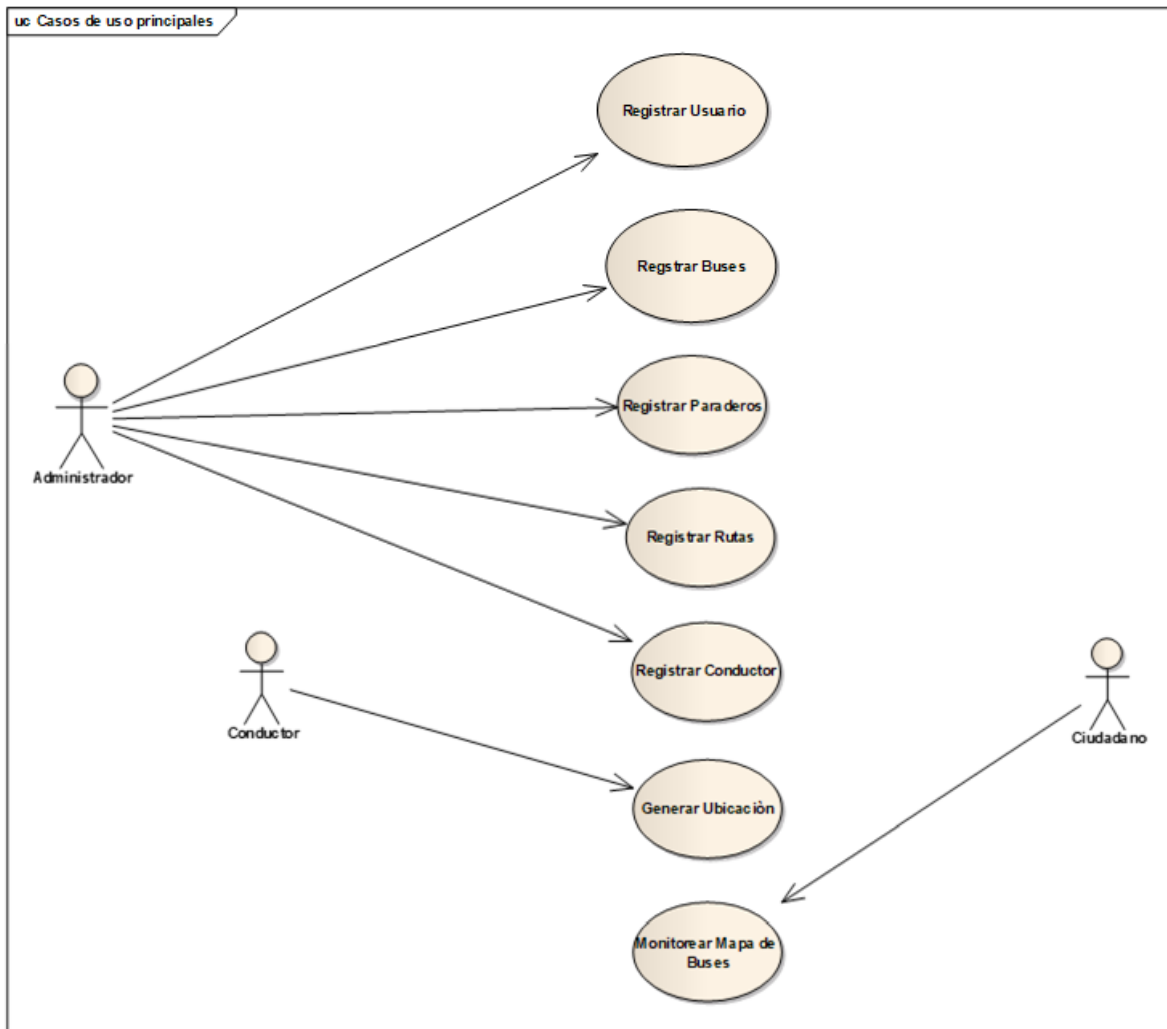 uc Casos de uso principales
Registrar Usuario
Regstrar Buses
Registrar Paraderos
Administrador
Registrar Rutas
Registrar Conductor
Conductor
Ciudadano
Generar Ubicaciòn
Monitorear Mapa de
Buses